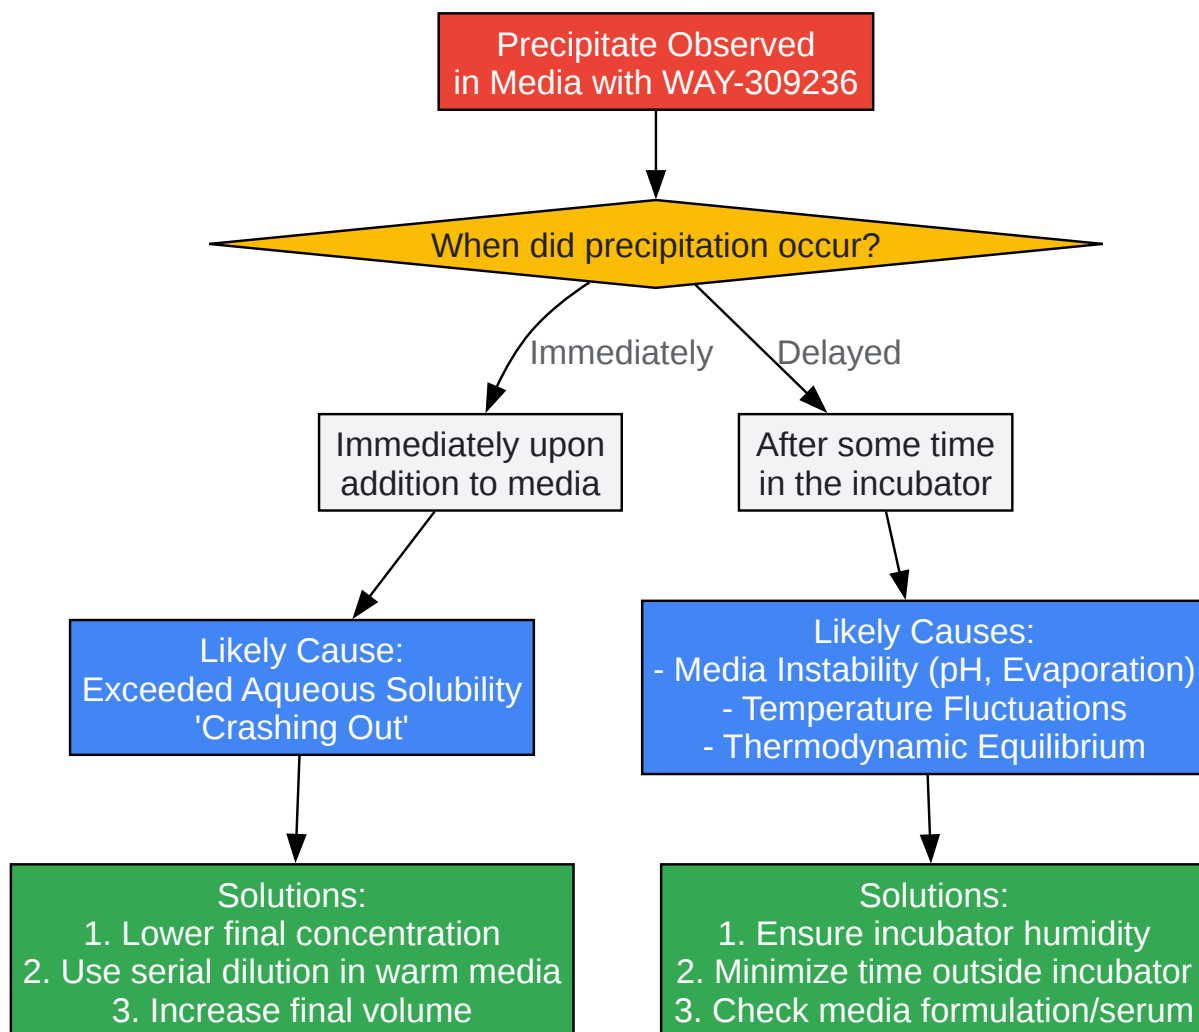 Precipitate Observed
in Media with WAY-309236
When did precipitation occur?
Immediately
Delayed
Immediately upon
addition to media
After some time
in the incubator
Likely Cause:
Exceeded Aqueous Solubility
'Crashing Out'
Likely Causes:
- Media Instability (pH, Evaporation)
- Temperature Fluctuations
- Thermodynamic Equilibrium
Solutions:
1. Lower final concentration
2. Use serial dilution in warm media
3. Increase final volume
Solutions:
1. Ensure incubator humidity
2. Minimize time outside incubator
3. Check media formulation/serum